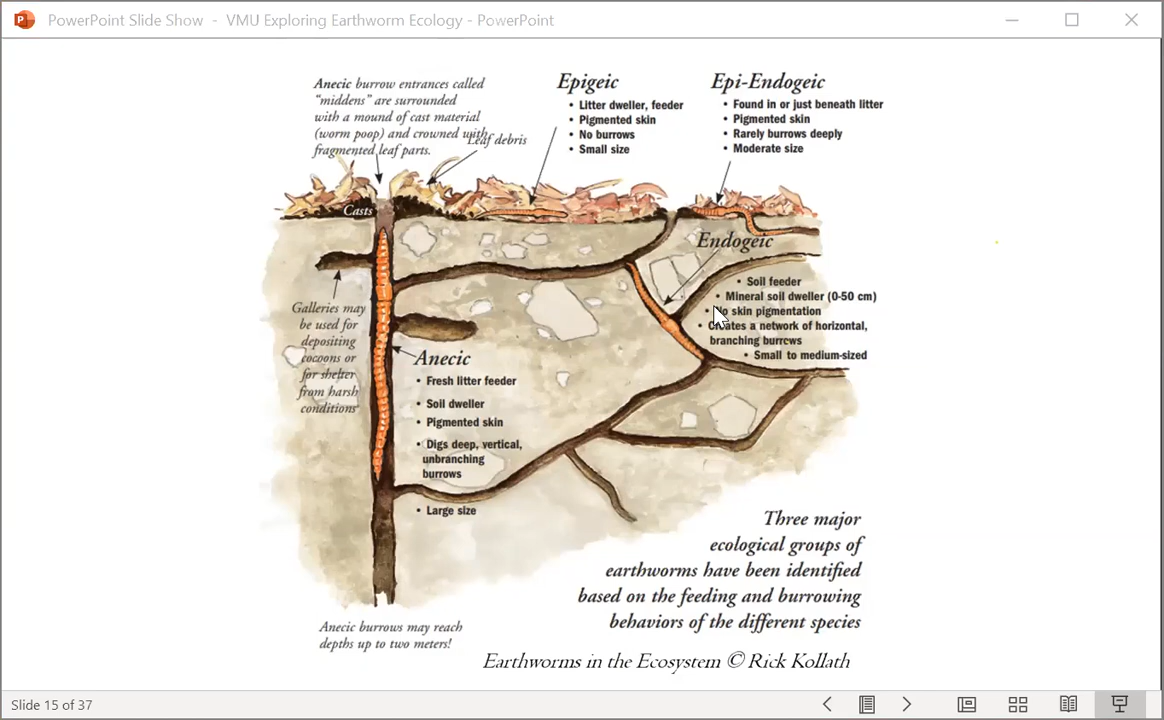 PowerPoint Slide Show - VMU Exploring Earthworm Ecology - PowerPoint
Anecic burrow entrances called
“middens” are surrounded
with a mound of cast material
(worm poop) and crowned with
fragmented leaf parts.
Leaf debris
Epigeic
• Litter dweller, feeder
• Pigmented skin
• No burrows
• Small size
Epi-Endogeic
• Found in or just beneath litter
• Pigmented skin
• Rarely burrows deeply
• Moderate size
Casts
Endogeic
• Soil feeder
• Mineral soil dweller (0-50 cm)
• No skin pigmentation
• Creates a network of horizontal,
branching burrows
• Small to medium-sized
Galleries may
be used for
depositing
cocoons or
for shelter
from harsh
conditions
Anecic
• Fresh litter feeder
• Soil dweller
• Pigmented skin
• Digs deep, vertical,
unbranching
burrows
• Large size
Three major
ecological groups of
earthworms have been identified
based on the feeding and burrowing
behaviors of the different species
Anecic burrows may reach
depths up to two meters!
Earthworms in the Ecosystem © Rick Kollath
Slide 15 of 37